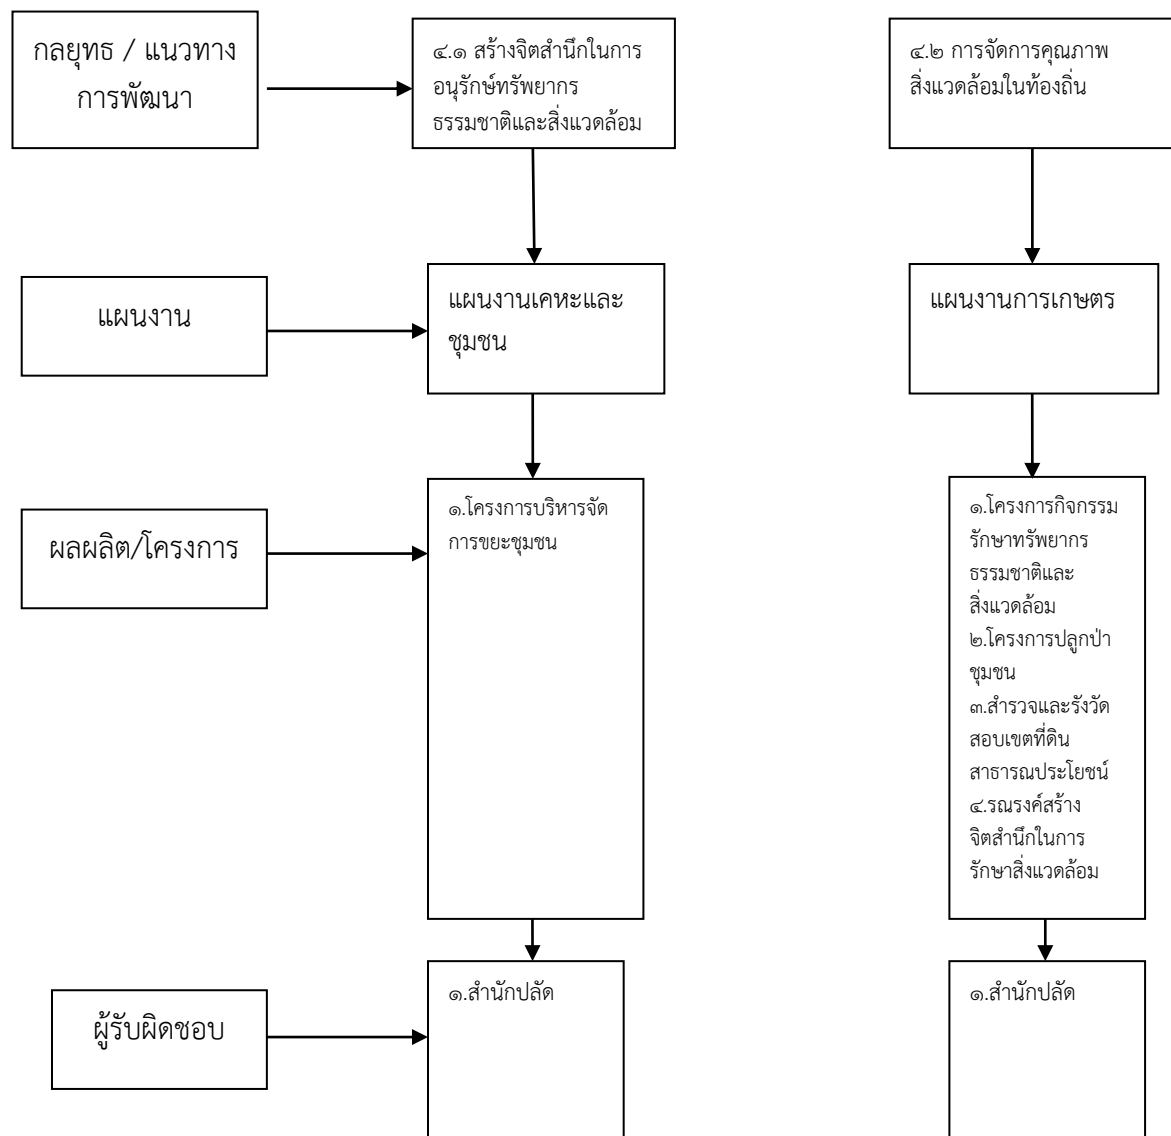 กลยุทธ / แนวทาง
การพัฒนา
๔.๑ สร้างจิตสำนึกในการ
อนุรักษ์ทรัพยากร
ธรรมชาติและสิ่งแวดล้อม
๔.๒ การจัดการคุณภาพ
สิ่งแวดล้อมในท้องถิ่น
แผนงาน
แผนงานเคหะและ
ชุมชน
แผนงานการเกษตร
ผลผลิต/โครงการ
๑.โครงการบริหารจัด
การขยะชุมชน
๑.โครงการกิจกรรม
รักษาทรัพยากร
ธรรมชาติและ
สิ่งแวดล้อม
๒.โครงการปลูกป่า
ชุมชน
๓.สำรวจและรังวัด
สอบเขตที่ดิน
สาธารณประโยชน์
๔.รณรงค์สร้าง
จิตสำนึกในการ
รักษาสิ่งแวดล้อม
ผู้รับผิดชอบ
๑.สำนักปลัด
๑.สำนักปลัด